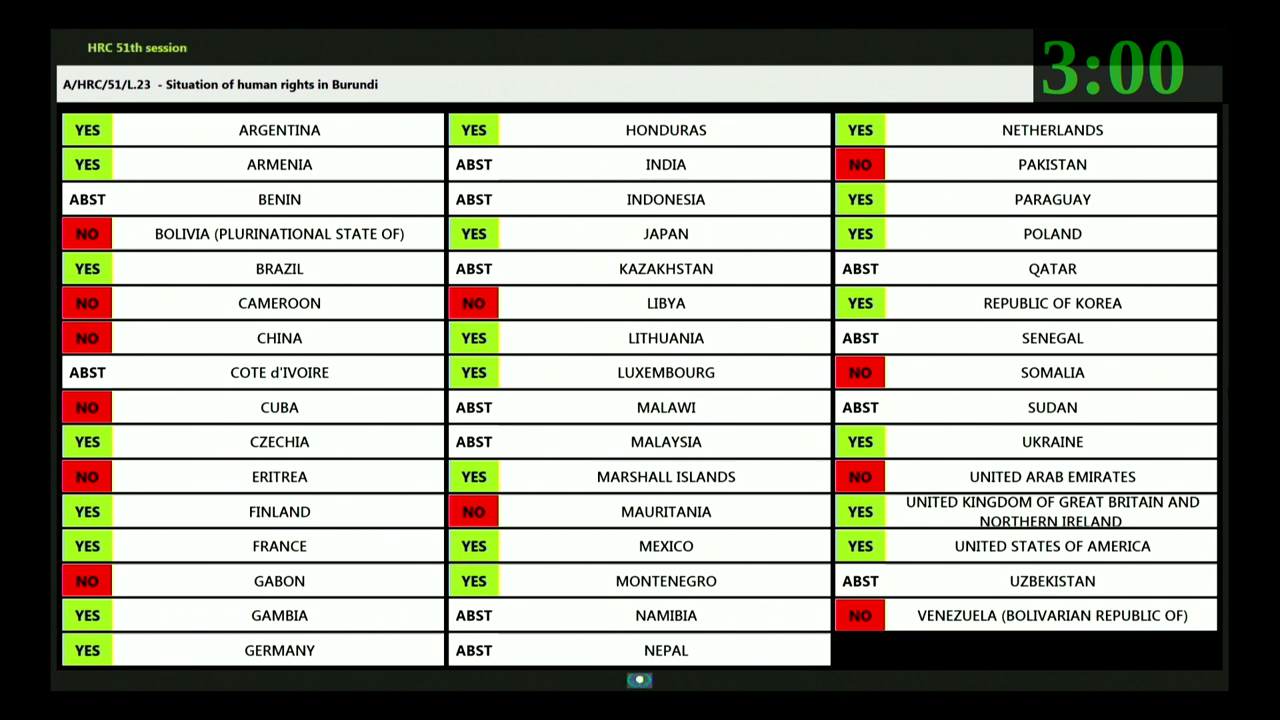 HRC 51th session
3:00
A/HRC/51/L.23 - Situation of human rights in Burundi
YES ARGENTINA
YES ARMENIA
ABST BENIN
NO BOLIVIA (PLURINATIONAL STATE OF)
YES BRAZIL
NO CAMEROON
NO CHINA
ABST COTE d'IVOIRE
NO CUBA
YES CZECHIA
NO ERITREA
YES FINLAND
YES FRANCE
NO GABON
YES GAMBIA
YES GERMANY
YES HONDURAS
ABST INDIA
ABST INDONESIA
YES JAPAN
ABST KAZAKHSTAN
NO LIBYA
YES LITHUANIA
YES LUXEMBOURG
ABST MALAWI
ABST MALAYSIA
YES MARSHALL ISLANDS
NO MAURITANIA
YES MEXICO
YES MONTENEGRO
ABST NAMIBIA
ABST NEPAL
YES NETHERLANDS
NO PAKISTAN
YES PARAGUAY
YES POLAND
ABST QATAR
YES REPUBLIC OF KOREA
ABST SENEGAL
NO SOMALIA
ABST SUDAN
YES UKRAINE
NO UNITED ARAB EMIRATES
YES UNITED KINGDOM OF GREAT BRITAIN AND
NORTHERN IRELAND
YES UNITED STATES OF AMERICA
ABST UZBEKISTAN
NO VENEZUELA (BOLIVARIAN REPUBLIC OF)